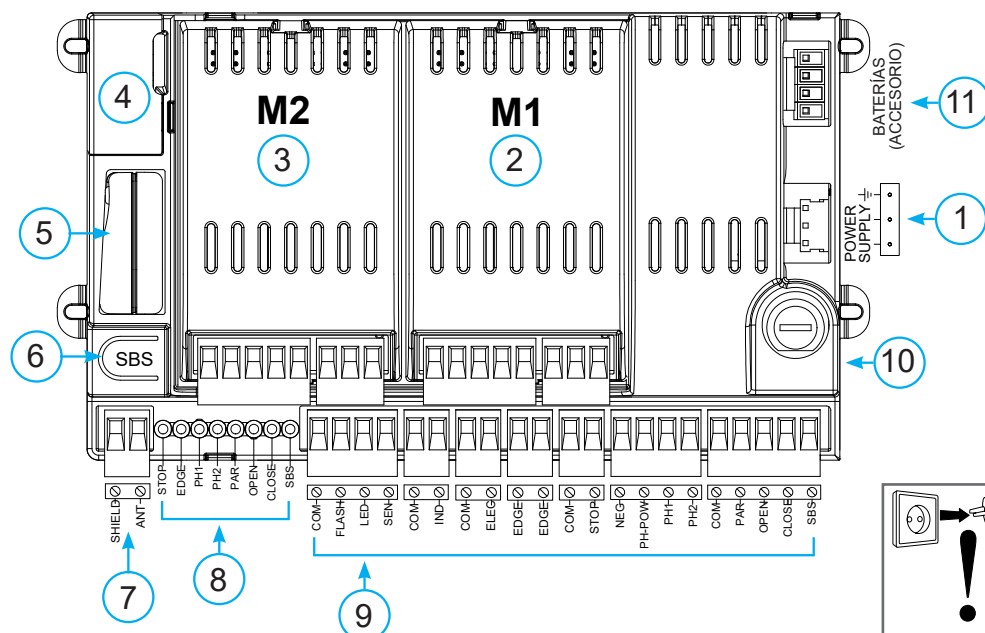 4
M2
3
M1
2
BATERÍAS
(ACCESORIO)
11
5
POWER
SUPPLY
1
6
SBS
10
STOP
EDGE
PH1
PH2
PAR
OPEN
CLOSE
SBS
SHIELD
ANT
COM
FLASH
LED
SEN
COM
IND
COM
ELEG
EDGE
EDGE
COM
STOP
NEG
PH-POW
PH1
PH2
COM
PAR
OPEN
CLOSE
SBS
7
8
9
!